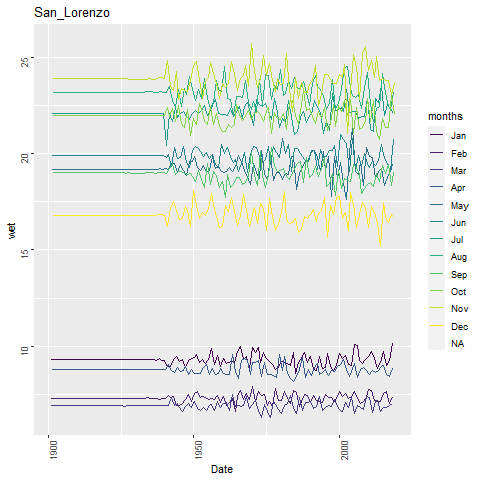 San_Lorenzo
25
20
15
10
wet
1900
1950
2000
Date
months
Jan
Feb
Mar
Apr
May
Jun
Jul
Aug
Sep
Oct
Nov
Dec
NA